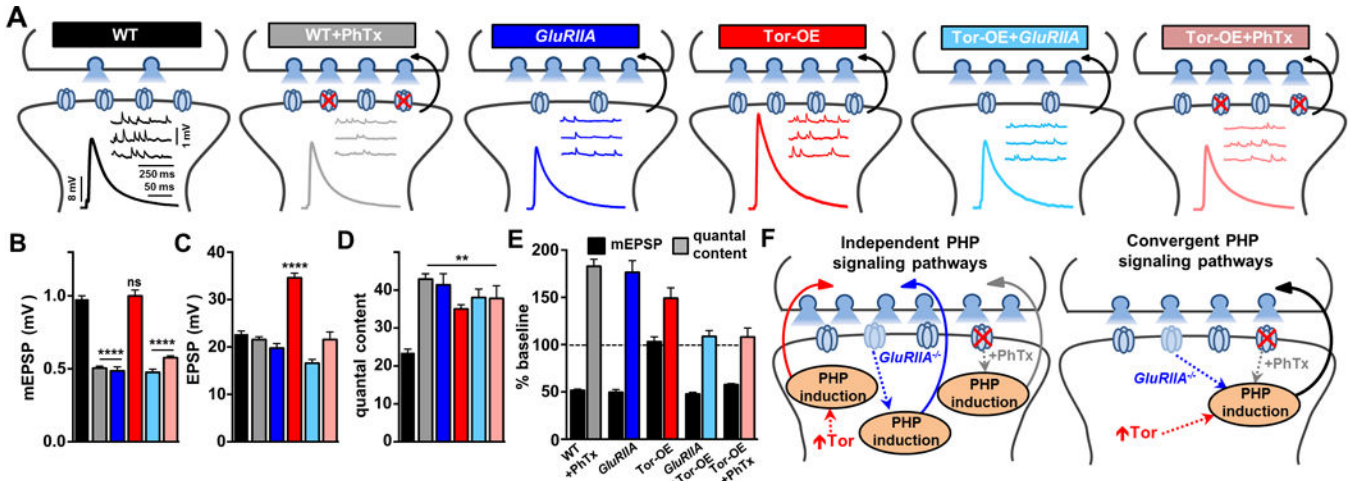 A
WT
WT+PhTx
GluRIIA
Tor-OE
Tor-OE+GluRIIA
Tor-OE+PhTx
1 mV
250 ms
50 ms
8 mV
B
mEPSP (mV)
1.0
0.5
0.0
****
ns
****
C
EPSP (mV)
40
30
20
10
0
****
D
quantal content
60
40
20
0
**
E
mEPSP
quantal
content
% baseline
200
150
100
50
0
WT
+PhTx
GluRIIA
Tor-OE
GluRIIA
+Tor-OE
Tor-OE
+PhTx
F
Independent PHP
signaling pathways
GluRIIA-/-
+PhTx
PHP
induction
PHP
induction
PHP
induction
↑Tor
Convergent PHP
signaling pathways
GluRIIA-/-
+PhTx
PHP
induction
↑Tor